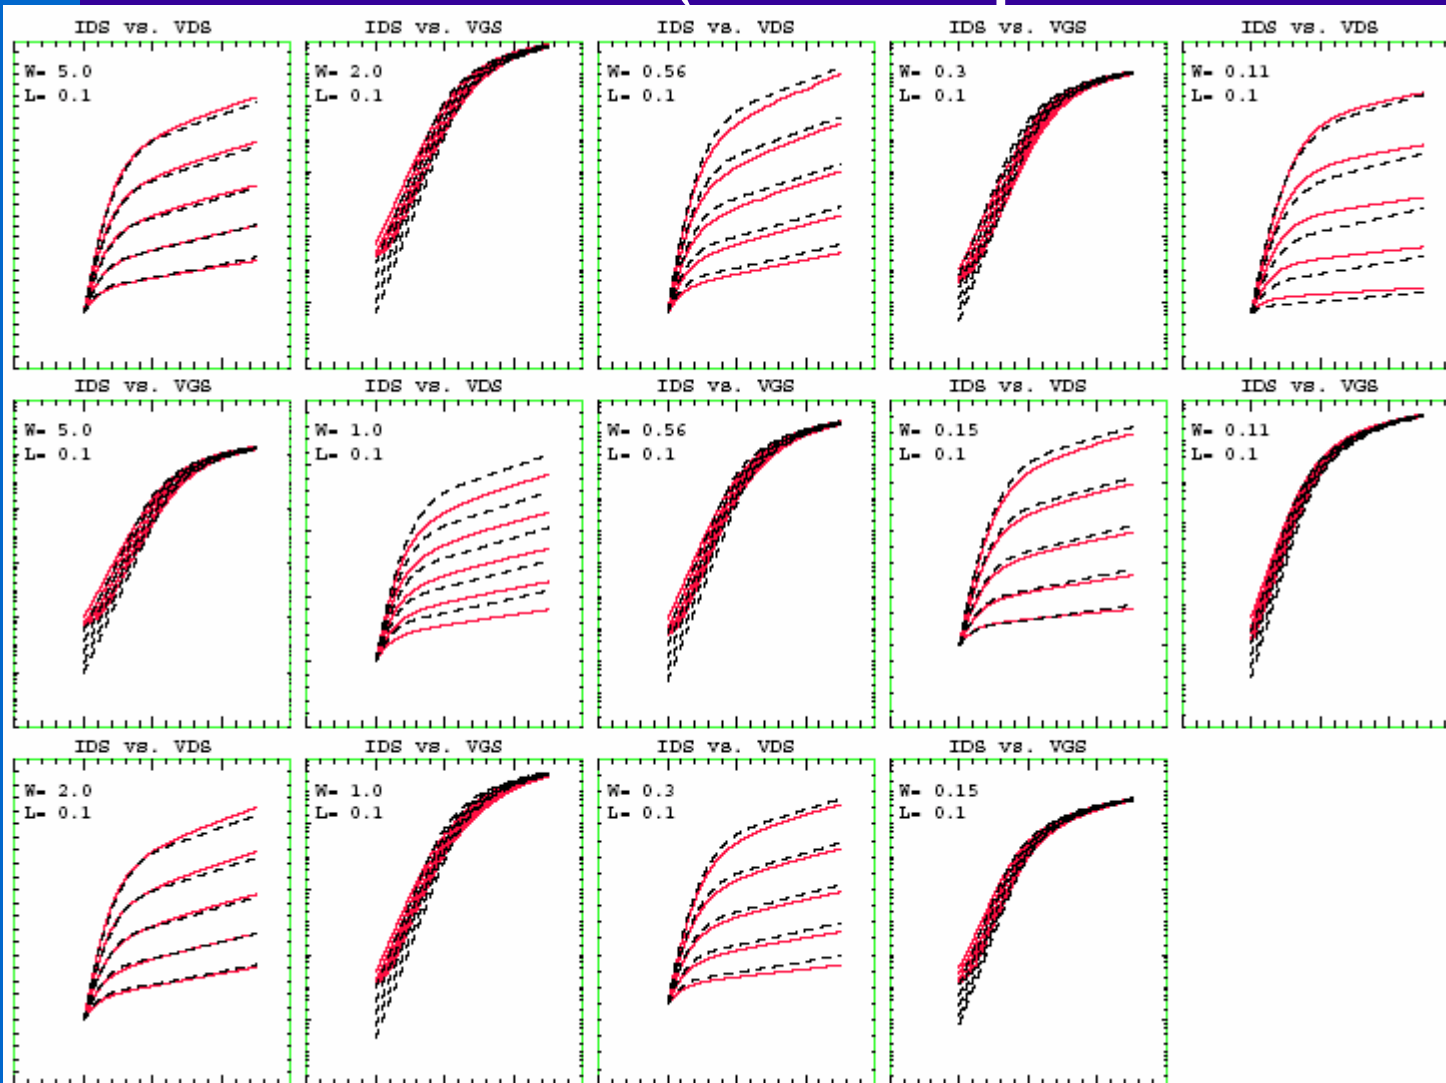 IDS vs. VDS
W= 5.0
L= 0.1
IDS vs. VGS
W= 2.0
L= 0.1
IDS vs. VDS
W= 0.56
L= 0.1
IDS vs. VGS
W= 0.3
L= 0.1
IDS vs. VDS
W= 0.11
L= 0.1
IDS vs. VGS
W= 5.0
L= 0.1
IDS vs. VDS
W= 1.0
L= 0.1
IDS vs. VGS
W= 0.56
L= 0.1
IDS vs. VDS
W= 0.15
L= 0.1
IDS vs. VGS
W= 0.11
L= 0.1
IDS vs. VDS
W= 2.0
L= 0.1
IDS vs. VGS
W= 1.0
L= 0.1
IDS vs. VDS
W= 0.3
L= 0.1
IDS vs. VGS
W= 0.15
L= 0.1